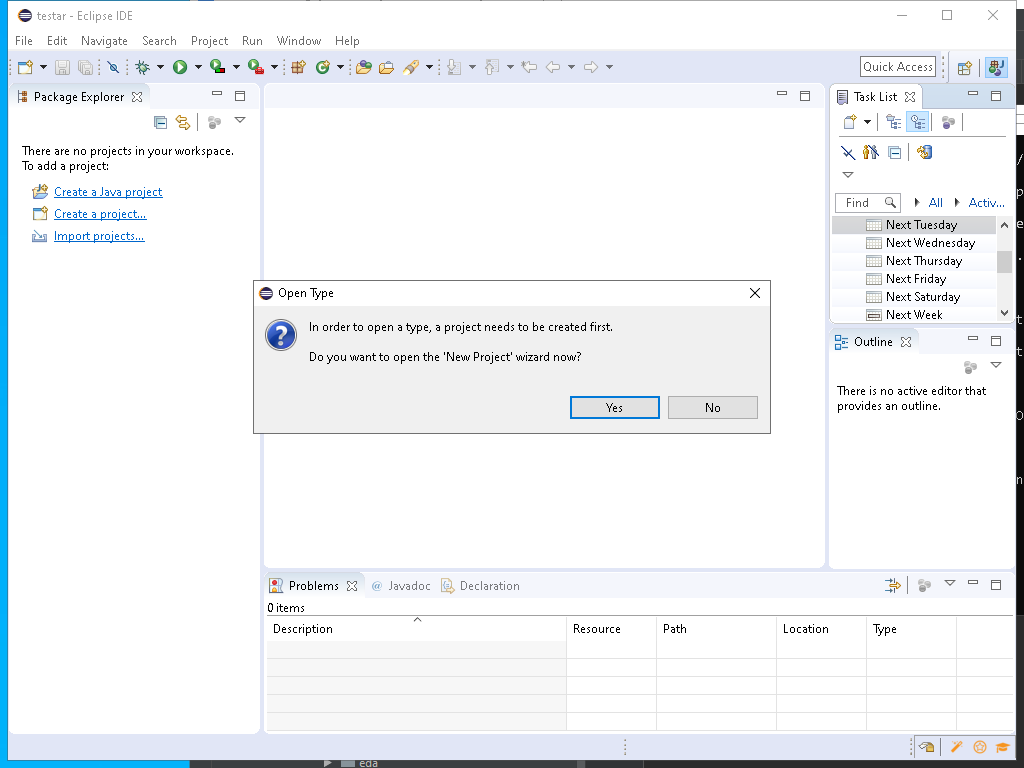 testar - Eclipse IDE
File Edit Navigate Search Project Run Window Help
Quick Access
Package Explorer
There are no projects in your workspace.
To add a project:
Create a Java project
Create a project...
Import projects...
Task List
Find
All
Activ...
Next Tuesday
Next Wednesday
Next Thursday
Next Friday
Next Saturday
Next Week
Outline
There is no active editor that
provides an outline.
Open Type
In order to open a type, a project needs to be created first.
Do you want to open the 'New Project' wizard now?
Yes No
Problems @ Javadoc Declaration
0 items
Description Resource Path Location Type
eda